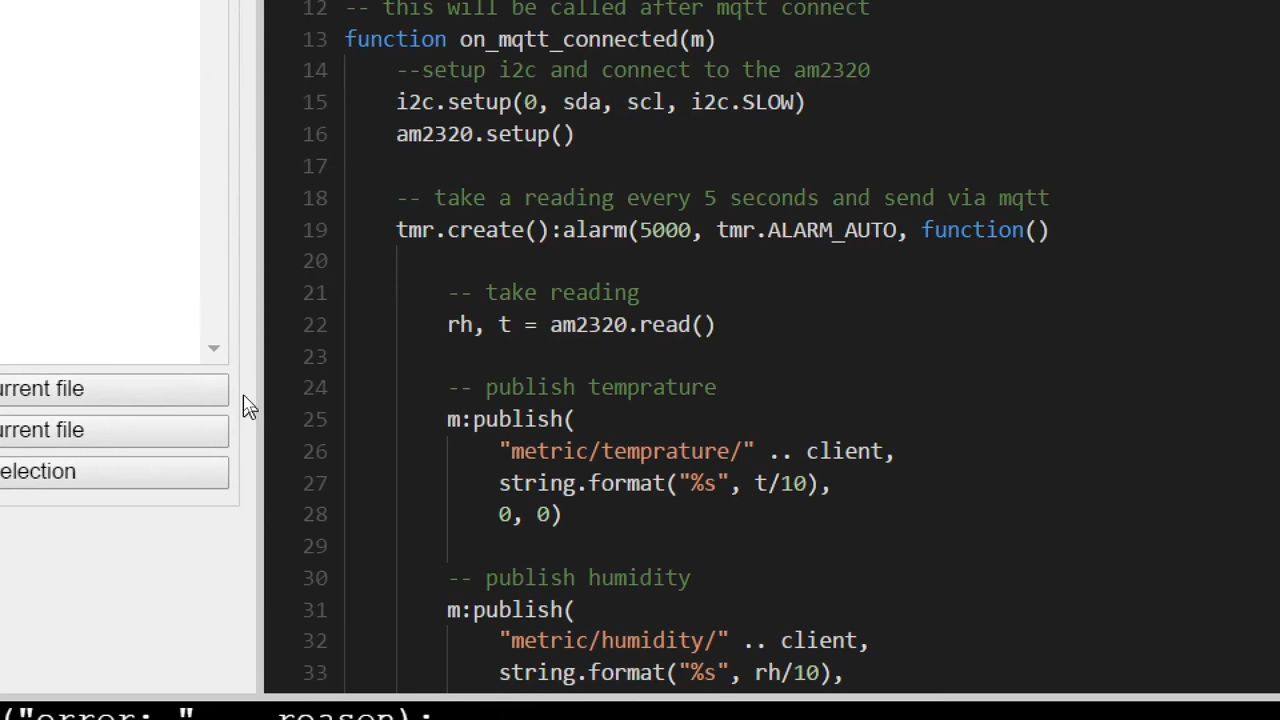 12 -- this will be called after mqtt connect
13 function on_mqtt_connected(m)
14 --setup i2c and connect to the am2320
15 i2c.setup(0, sda, scl, i2c.SLOW)
16 am2320.setup()
17
18 -- take a reading every 5 seconds and send via mqtt
19 tmr.create():alarm(5000, tmr.ALARM_AUTO, function()
20
21 -- take reading
22 rh, t = am2320.read()
23
24 -- publish temprature
25 m:publish(
26 "metric/temprature/" .. client,
27 string.format("%s", t/10),
28 0, 0)
29
30 -- publish humidity
31 m:publish(
32 "metric/humidity/" .. client,
33 string.format("%s", rh/10),
urrent file
urrent file
election
("error: " .. reason);